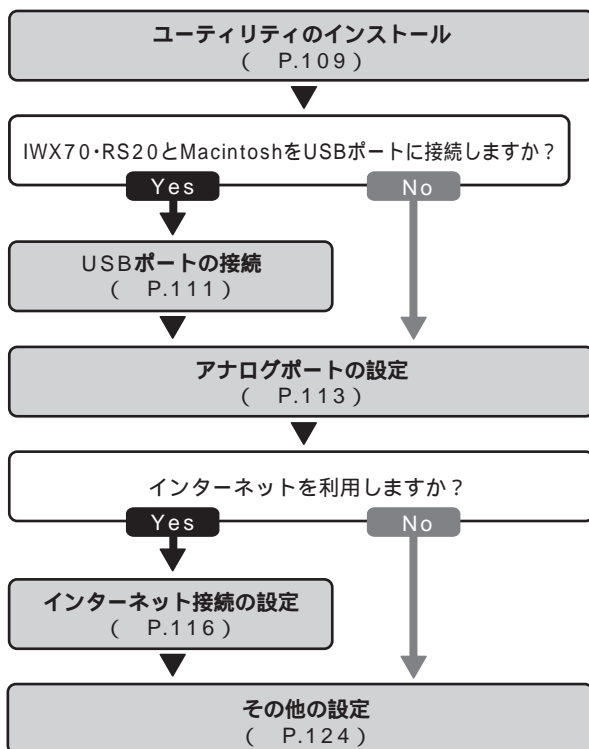 ユーティリティのインストール
( P.109)
IWX70・RS20とMacintoshをUSBポートに接続しますか？
Yes
No
USBポートの接続
( P.111)
アナログポートの設定
( P.113)
インターネットを利用しますか？
Yes
No
インターネット接続の設定
( P.116)
その他の設定
( P.124)